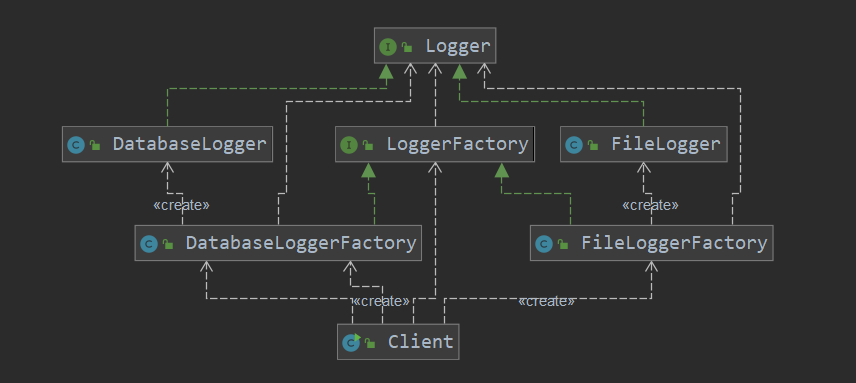 I Logger
C DatabaseLogger I LoggerFactory C FileLogger
«create» «create»
C DatabaseLoggerFactory C FileLoggerFactory
«create» «create»
C Client